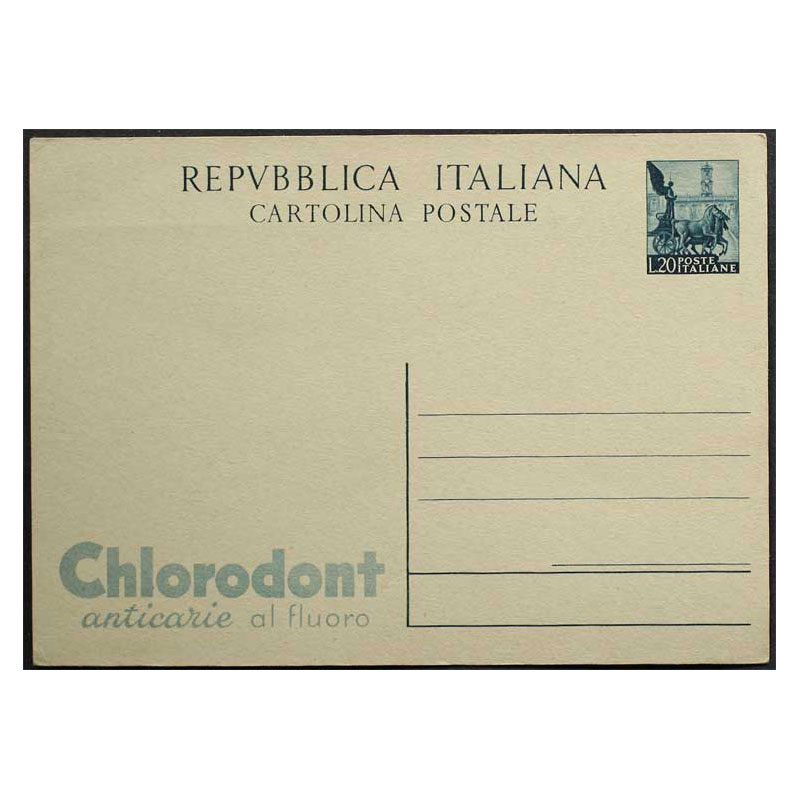 REPVBBLICA ITALIANA
CARTOLINA POSTALE
L.20 POSTE
ITALIANE
Chlorodont
anticarie al fluoro